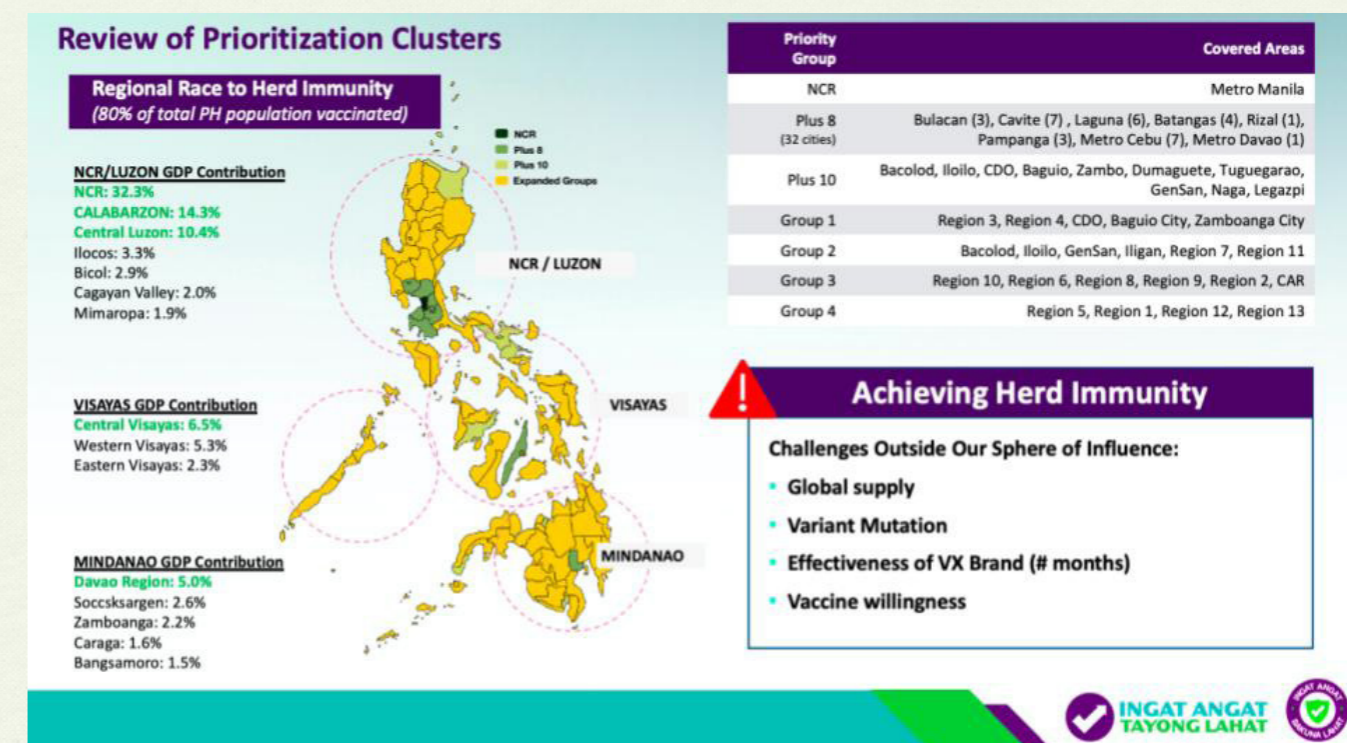 Review of Prioritization Clusters
Regional Race to Herd Immunity
(80% of total PH population vaccinated)
NCR
Plus 8
Plus 10
Expanded Groups
NCR/LUZON GDP Contribution
NCR: 32.3%
CALABARZON: 14.3%
Central Luzon: 10.4%
Ilocos: 3.3%
Bicol: 2.9%
Cagayan Valley: 2.0%
Mimaropa: 1.9%
NCR / LUZON
VISAYAS GDP Contribution
Central Visayas: 6.5%
Western Visayas: 5.3%
Eastern Visayas: 2.3%
VISAYAS
MINDANAO GDP Contribution
Davao Region: 5.0%
Soccsksargen: 2.6%
Zamboanga: 2.2%
Caraga: 1.6%
Bangsamoro: 1.5%
MINDANAO
Priority
Group
Covered Areas
NCR
Metro Manila
Plus 8
(32 cities)
Bulacan (3), Cavite (7) , Laguna (6), Batangas (4), Rizal (1),
Pampanga (3), Metro Cebu (7), Metro Davao (1)
Plus 10
Bacolod, Iloilo, CDO, Baguio, Zambo, Dumaguete, Tuguegarao,
GenSan, Naga, Legazpi
Group 1
Region 3, Region 4, CDO, Baguio City, Zamboanga City
Group 2
Bacolod, Iloilo, GenSan, Iligan, Region 7, Region 11
Group 3
Region 10, Region 6, Region 8, Region 9, Region 2, CAR
Group 4
Region 5, Region 1, Region 12, Region 13
!
Achieving Herd Immunity
Challenges Outside Our Sphere of Influence:
• Global supply
• Variant Mutation
• Effectiveness of VX Brand (# months)
• Vaccine willingness
INGAT ANGAT
TAYONG LAHAT
INGAT ANGAT
BAKUNA LAHAT